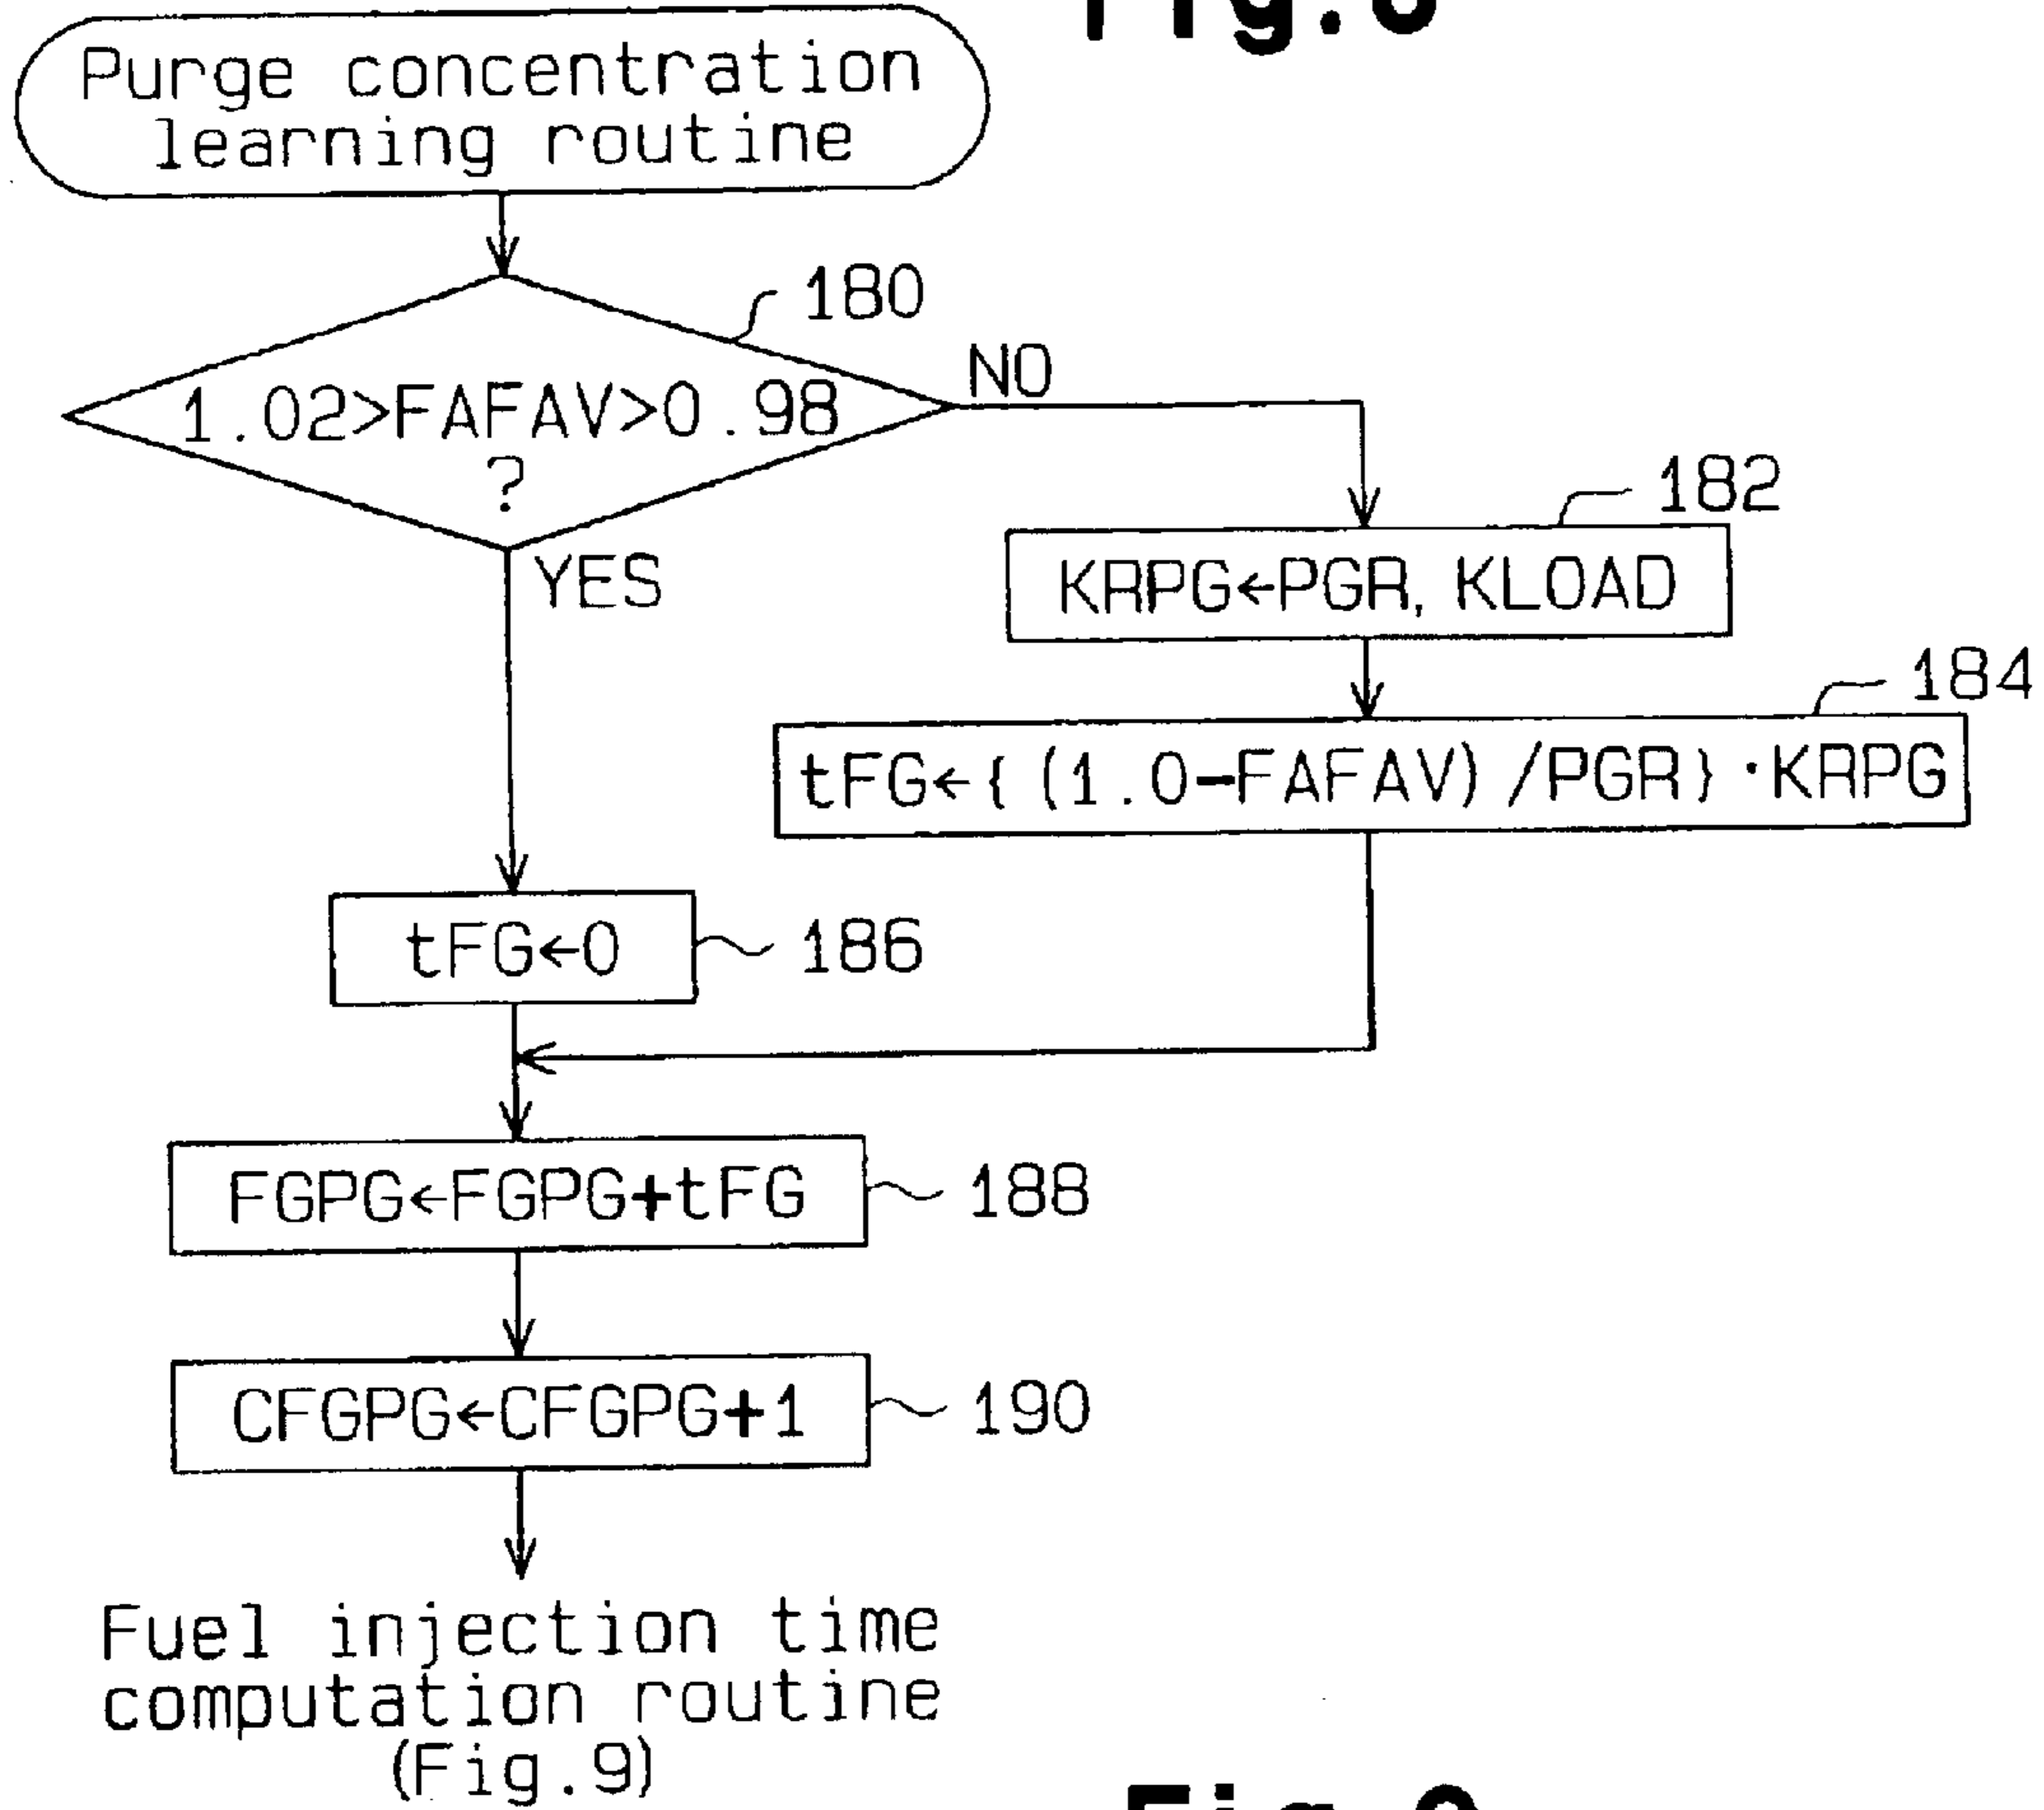 Purge concentration
learning routine
180
1.02>FAFAV>0.98
?
NO
YES
182
KRPG←PGR, KLOAD
184
tFG←{(1.0-FAFAV)/PGR}·KRPG
tFG←0
186
FGPG←FGPG+tFG
188
CFGPG←CFGPG+1
190
Fuel injection time
computation routine
(Fig.9)